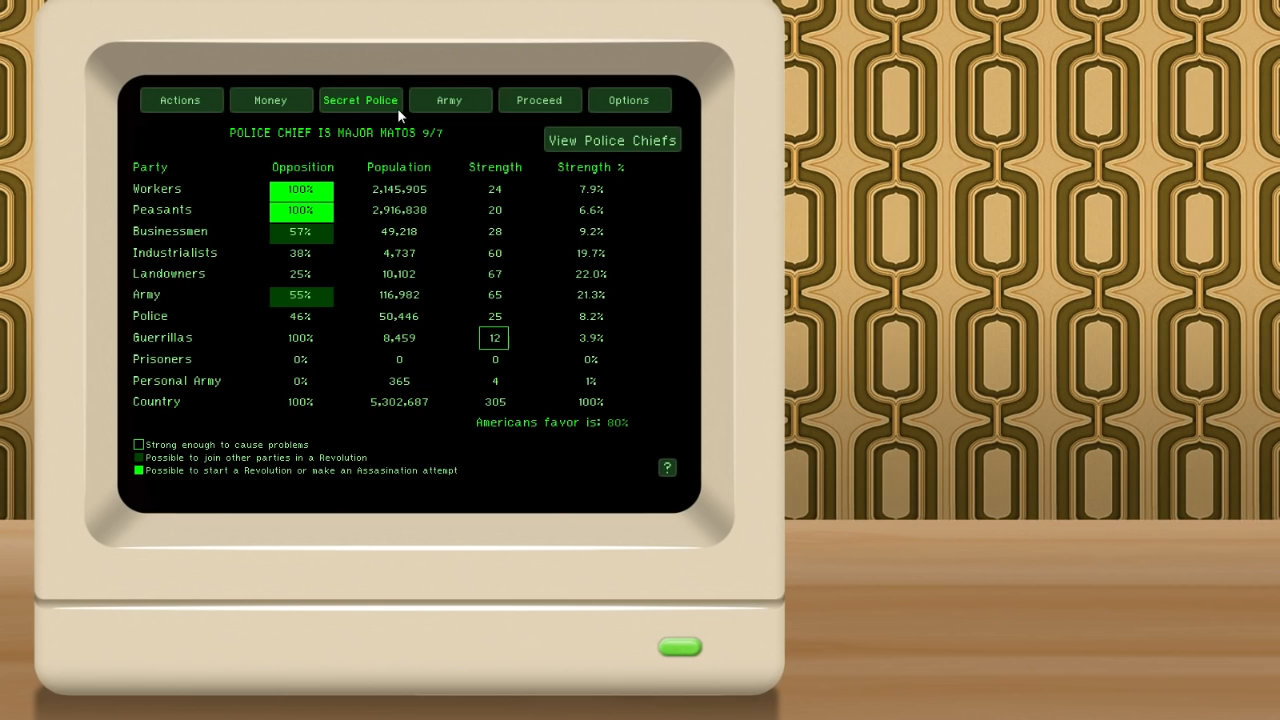 Actions Money Secret Police Army Proceed Options
POLICE CHIEF IS MAJOR MATOS 9/7
View Police Chiefs
Party Opposition Population Strength Strength %
Workers 100% 2,145,905 24 7.9%
Peasants 100% 2,916,838 20 6.6%
Businessmen 57% 49,218 28 9.2%
Industrialists 38% 4,737 60 19.7%
Landowners 25% 10,102 67 22.0%
Army 55% 116,982 65 21.3%
Police 46% 50,446 25 8.2%
Guerrillas 100% 8,459 12 3.9%
Prisoners 0% 0 0 0%
Personal Army 0% 365 4 1%
Country 100% 5,302,687 305 100%
Americans favor is: 80%
Strong enough to cause problems
Possible to join other parties in a Revolution
Possible to start a Revolution or make an Assasination attempt
?